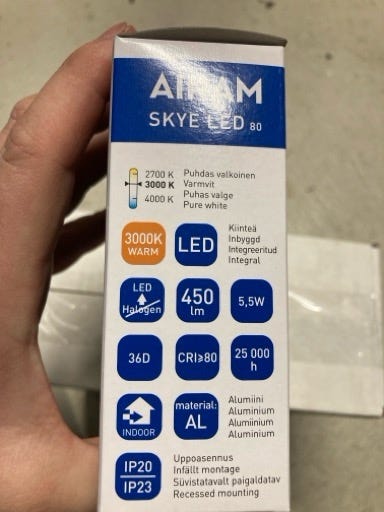 AIRAM
SKYE LED 80
2700 K
3000 K
4000 K
Puhdas valkoinen
Varmvit
Puhas valge
Pure white
3000K
WARM
LED
Kiinteä
Inbyggd
Integreeritud
Integral
LED
Halogen
450
lm
5,5W
36D
CRI>80
25 000
h
INDOOR
material:
AL
Alumiini
Aluminium
Alumiinium
Aluminium
IP20
IP23
Uppoasennus
Infällt montage
Süvistatavalt paigaldatav
Recessed mounting